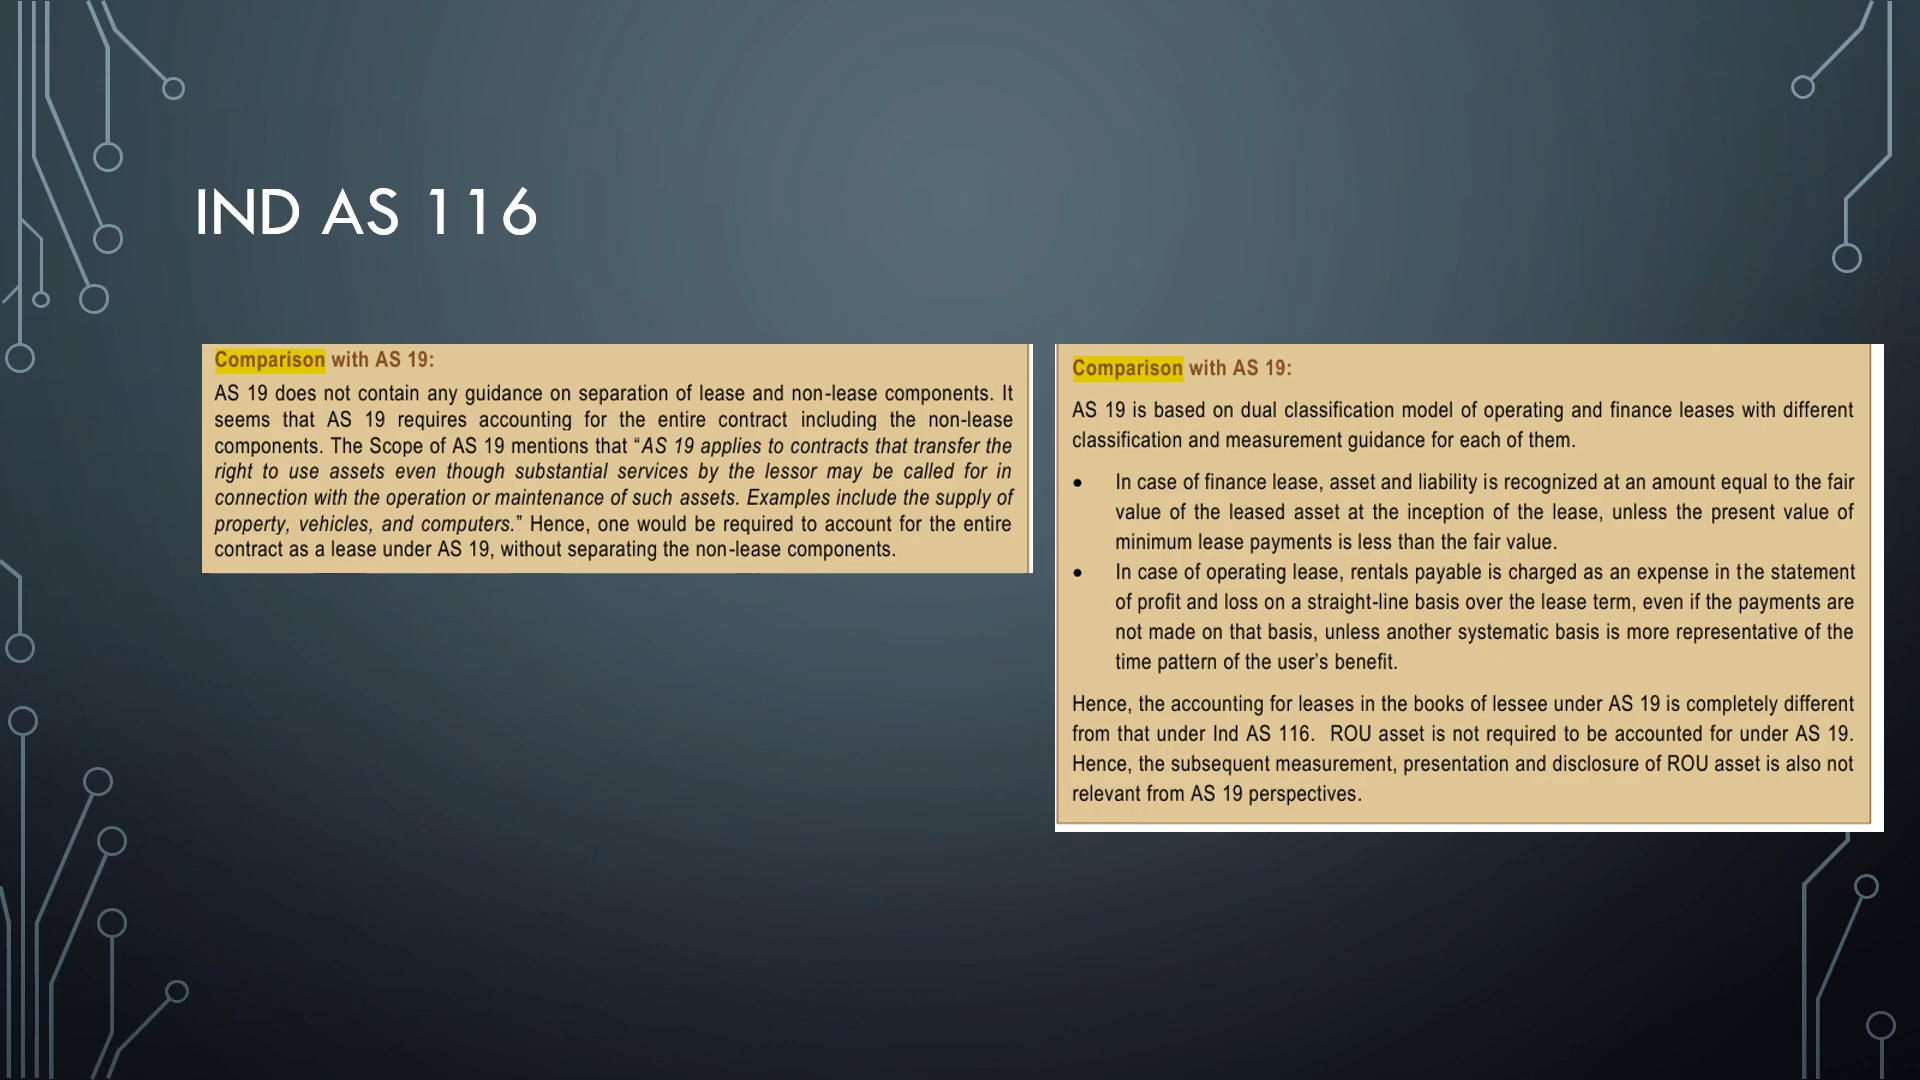 IND AS 116
Comparison with AS 19:
AS 19 does not contain any guidance on separation of lease and non-lease components. It
seems that AS 19 requires accounting for the entire contract including the non-lease
components. The Scope of AS 19 mentions that “AS 19 applies to contracts that transfer the
right to use assets even though substantial services by the lessor may be called for in
connection with the operation or maintenance of such assets. Examples include the supply of
property, vehicles, and computers.” Hence, one would be required to account for the entire
contract as a lease under AS 19, without separating the non-lease components.
Comparison with AS 19:
AS 19 is based on dual classification model of operating and finance leases with different
classification and measurement guidance for each of them.
• In case of finance lease, asset and liability is recognized at an amount equal to the fair
value of the leased asset at the inception of the lease, unless the present value of
minimum lease payments is less than the fair value.
• In case of operating lease, rentals payable is charged as an expense in the statement
of profit and loss on a straight-line basis over the lease term, even if the payments are
not made on that basis, unless another systematic basis is more representative of the
time pattern of the user’s benefit.
Hence, the accounting for leases in the books of lessee under AS 19 is completely different
from that under Ind AS 116. ROU asset is not required to be accounted for under AS 19.
Hence, the subsequent measurement, presentation and disclosure of ROU asset is also not
relevant from AS 19 perspectives.